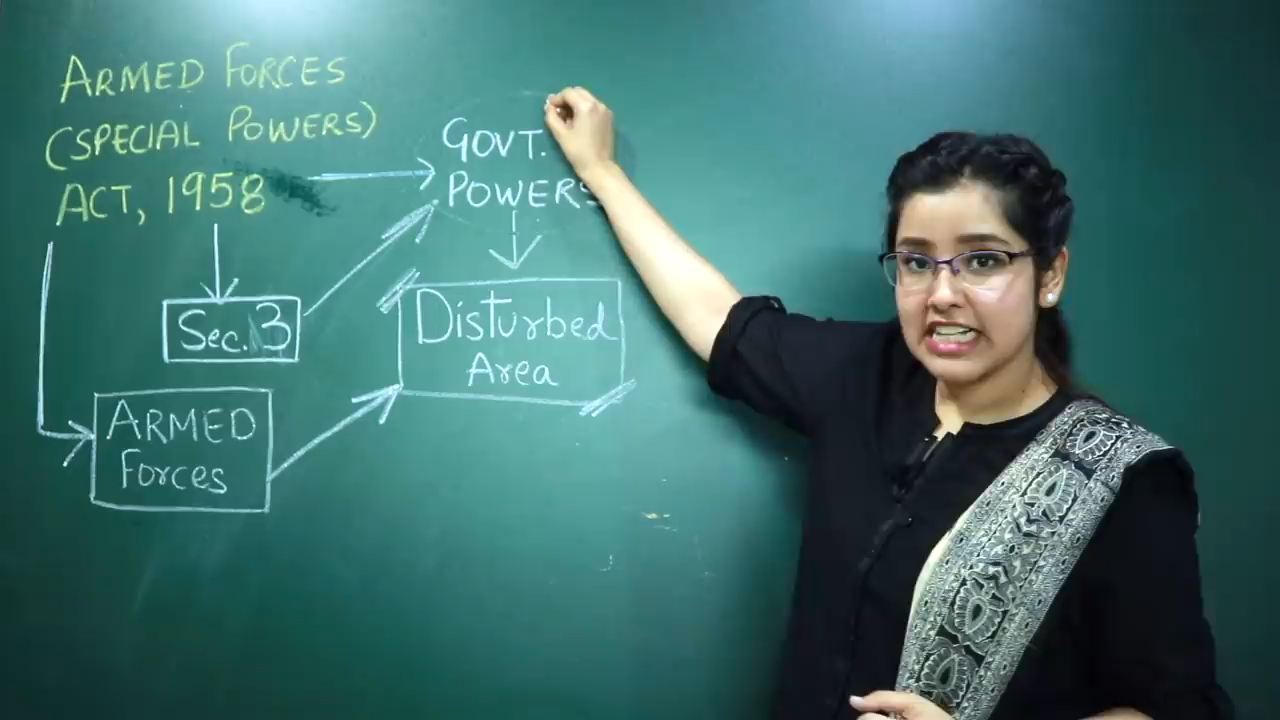 ARMED FORCES
(SPECIAL POWERS)
ACT, 1958
GOVT.
POWERS
Sec. 3
Disturbed
Area
ARMED
Forces